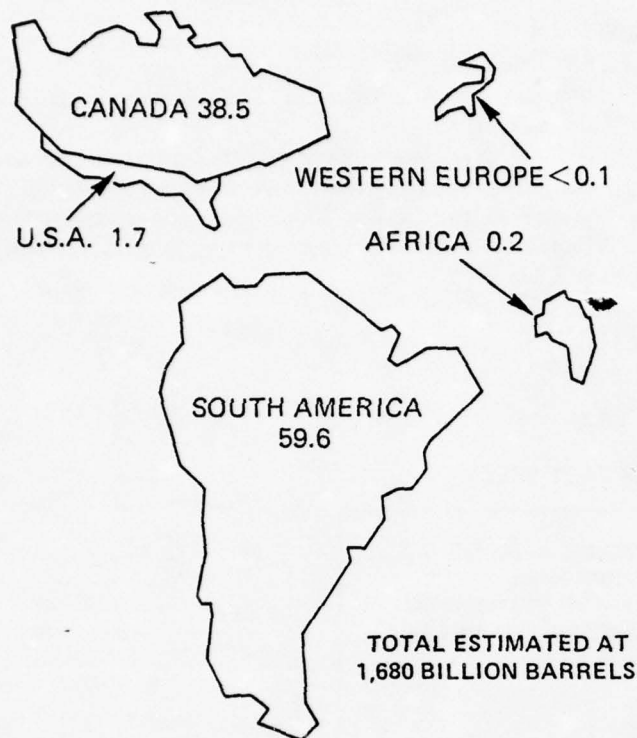 CANADA 38.5
WESTERN EUROPE<0.1
U.S.A. 1.7
AFRICA 0.2
SOUTH AMERICA
59.6
TOTAL ESTIMATED AT
1,680 BILLION BARRELS